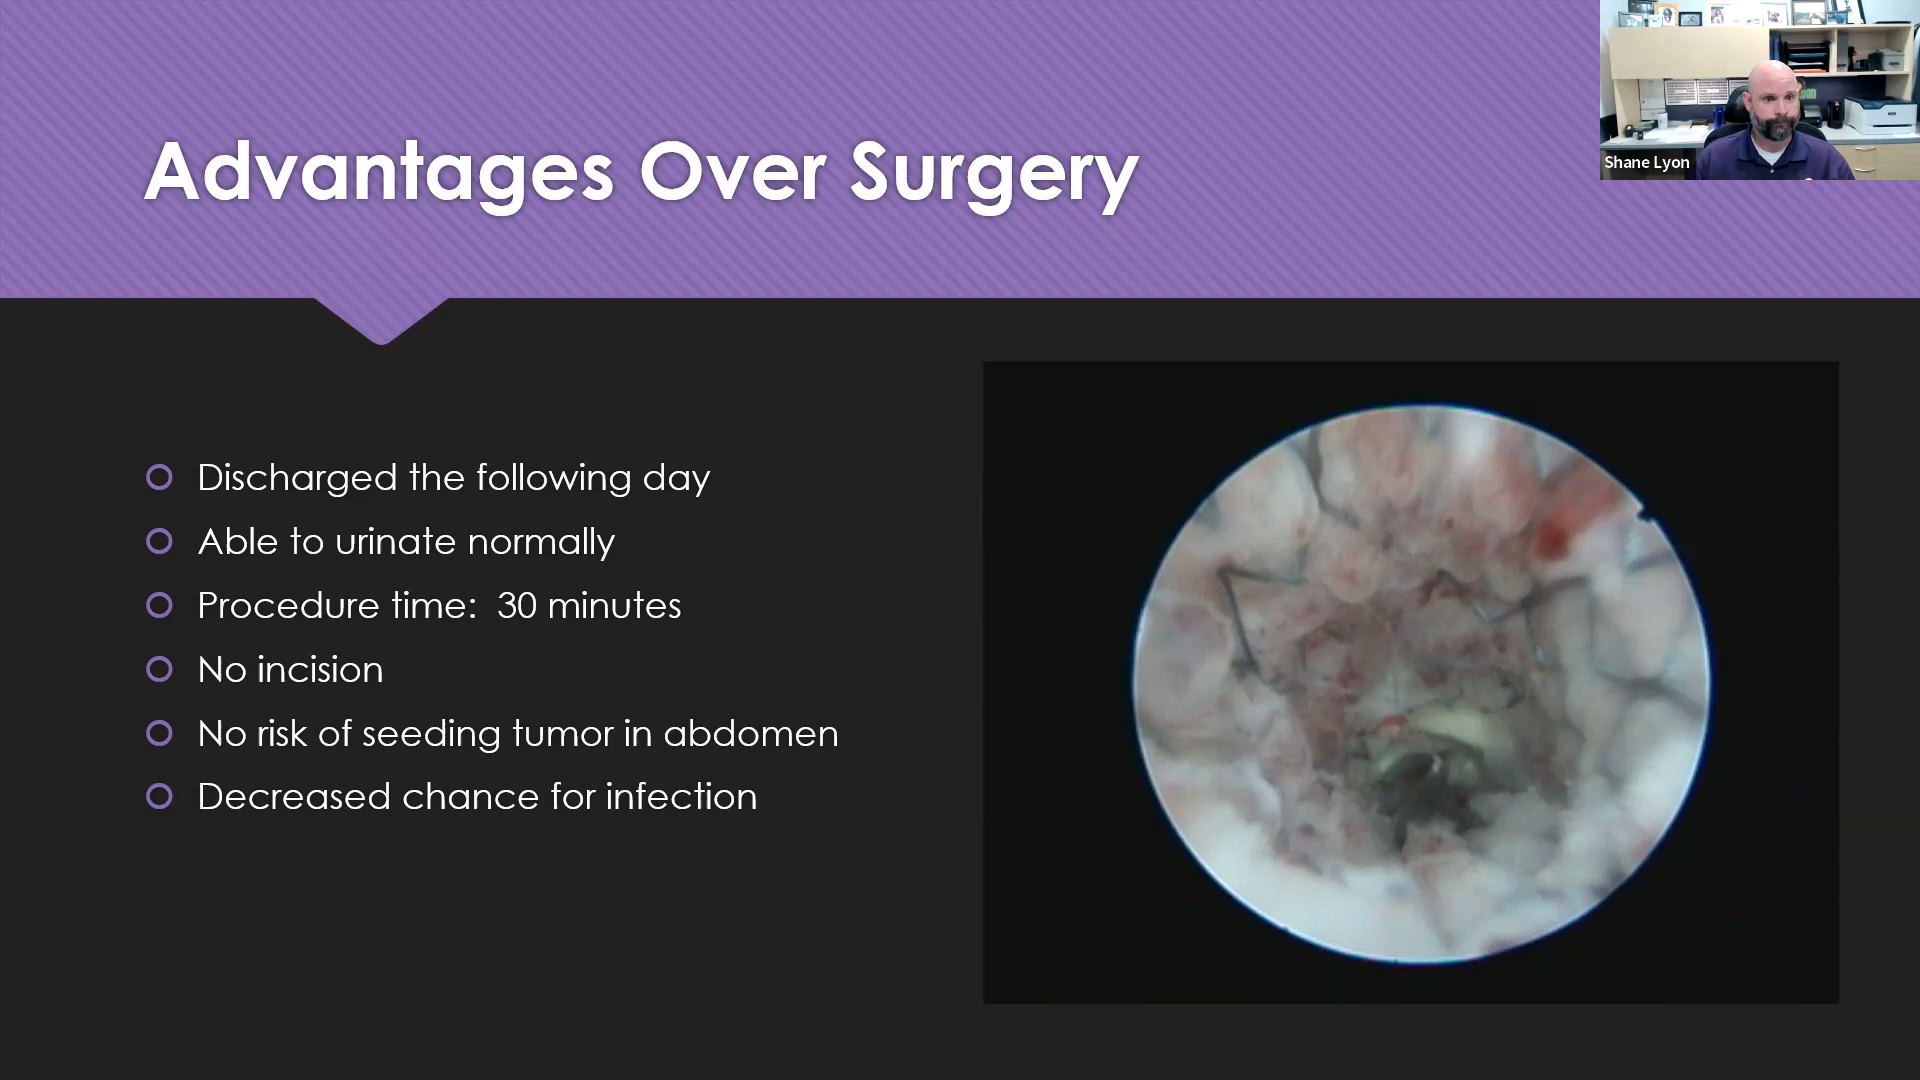 Advantages Over Surgery
Shane Lyon
Discharged the following day
Able to urinate normally
Procedure time:  30 minutes
No incision
No risk of seeding tumor in abdomen
Decreased chance for infection